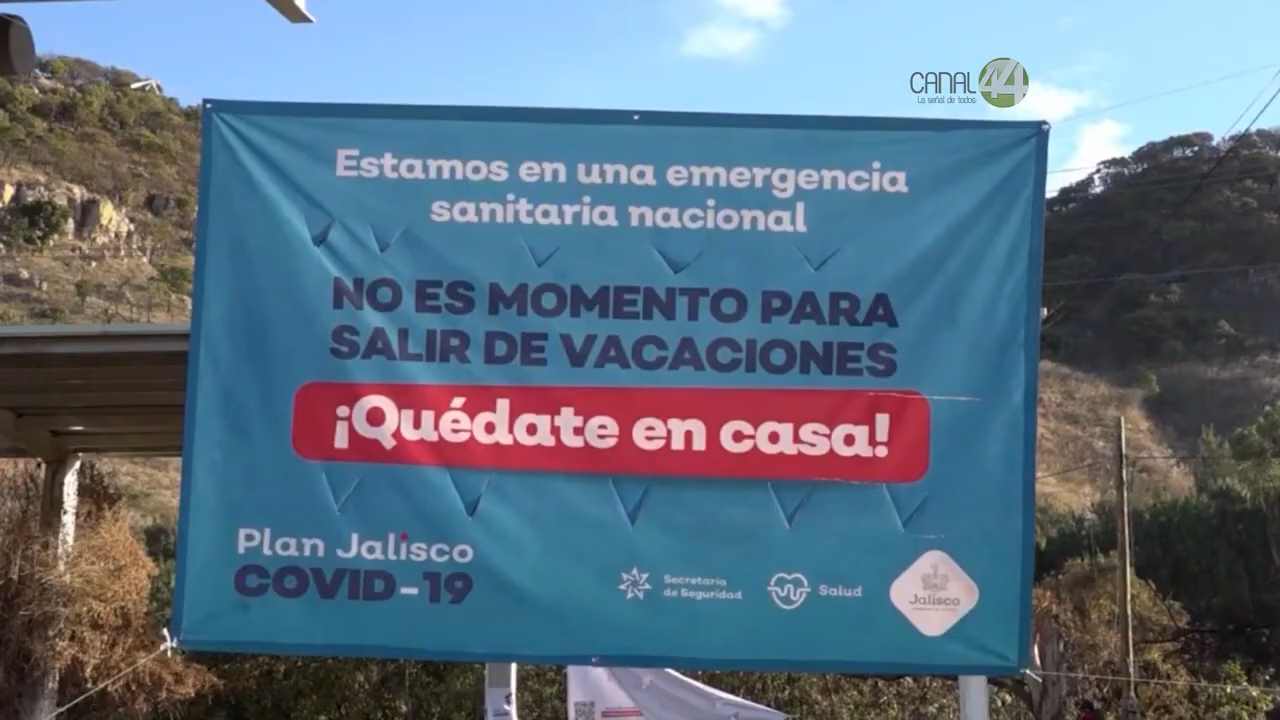 CANAL 44
La señal de todos
Estamos en una emergencia
sanitaria nacional
NO ES MOMENTO PARA
SALIR DE VACACIONES
¡Quédate en casa!
Plan Jalisco
COVID-19
Secretaría
de Seguridad
Salud
Jalisco